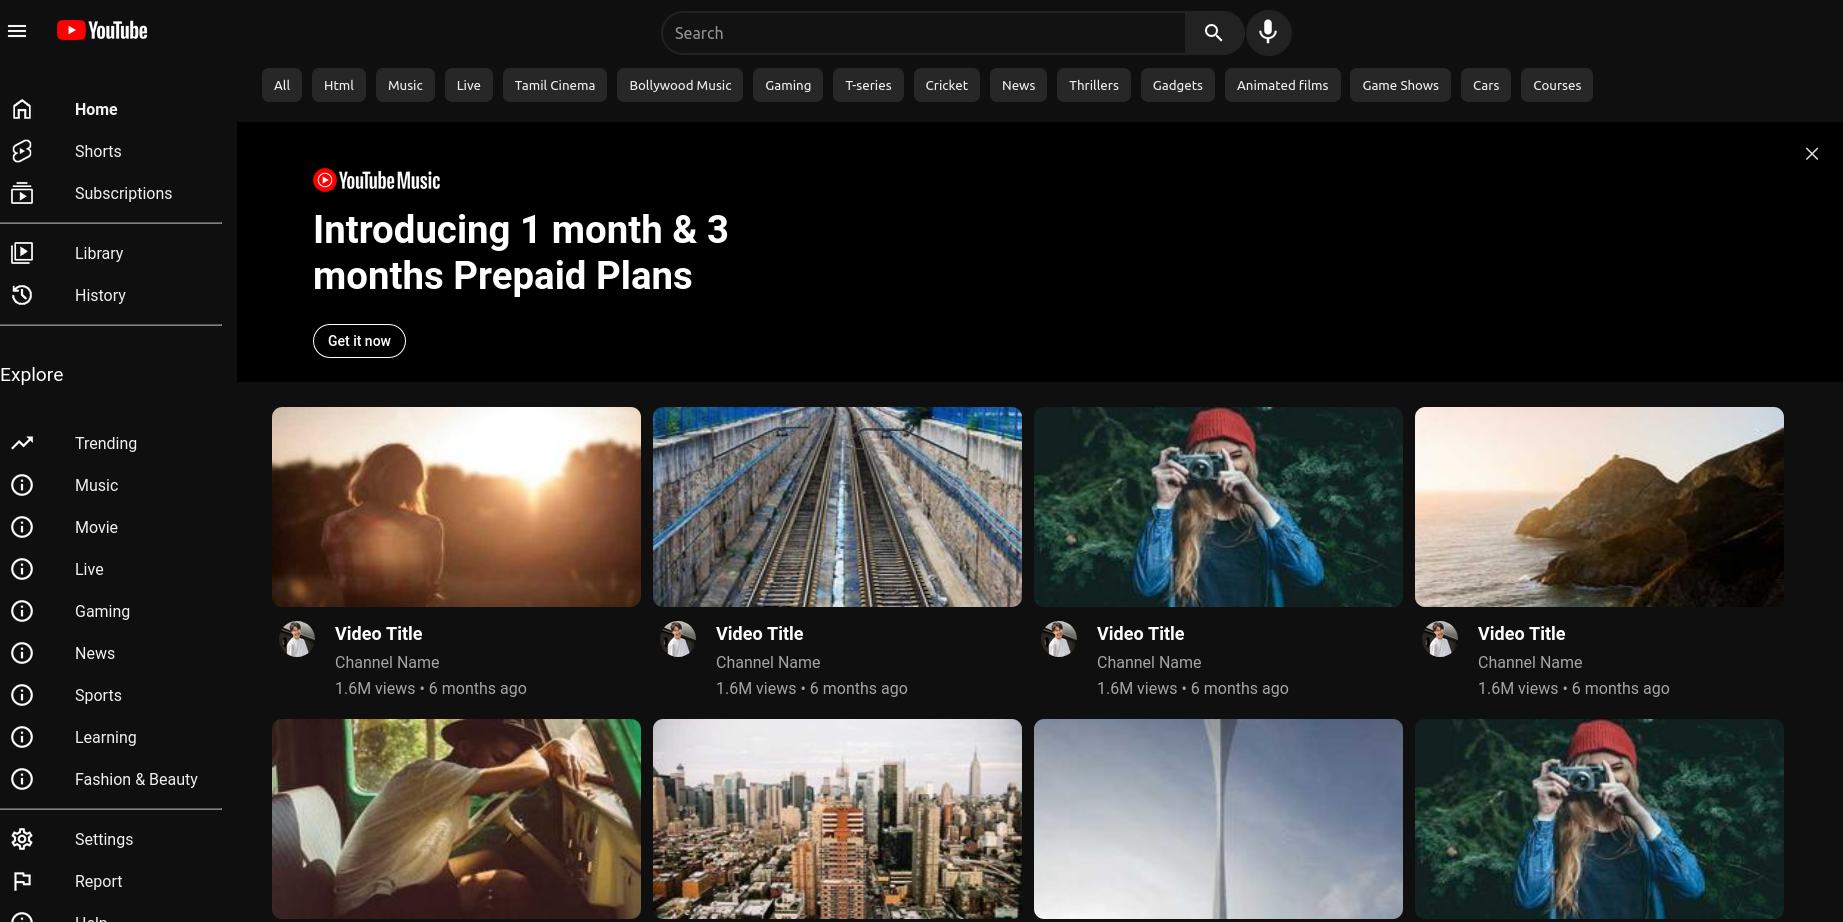 YouTube
Search
All
Html
Music
Live
Tamil Cinema
Bollywood Music
Gaming
T-series
Cricket
News
Thrillers
Gadgets
Animated films
Game Shows
Cars
Courses
Home
Shorts
Subscriptions
Library
History
Explore
Trending
Music
Movie
Live
Gaming
News
Sports
Learning
Fashion & Beauty
Settings
Report
Help
YouTube Music
Introducing 1 month & 3
months Prepaid Plans
Get it now
Video Title
Channel Name
1.6M views • 6 months ago
Video Title
Channel Name
1.6M views • 6 months ago
Video Title
Channel Name
1.6M views • 6 months ago
Video Title
Channel Name
1.6M views • 6 months ago